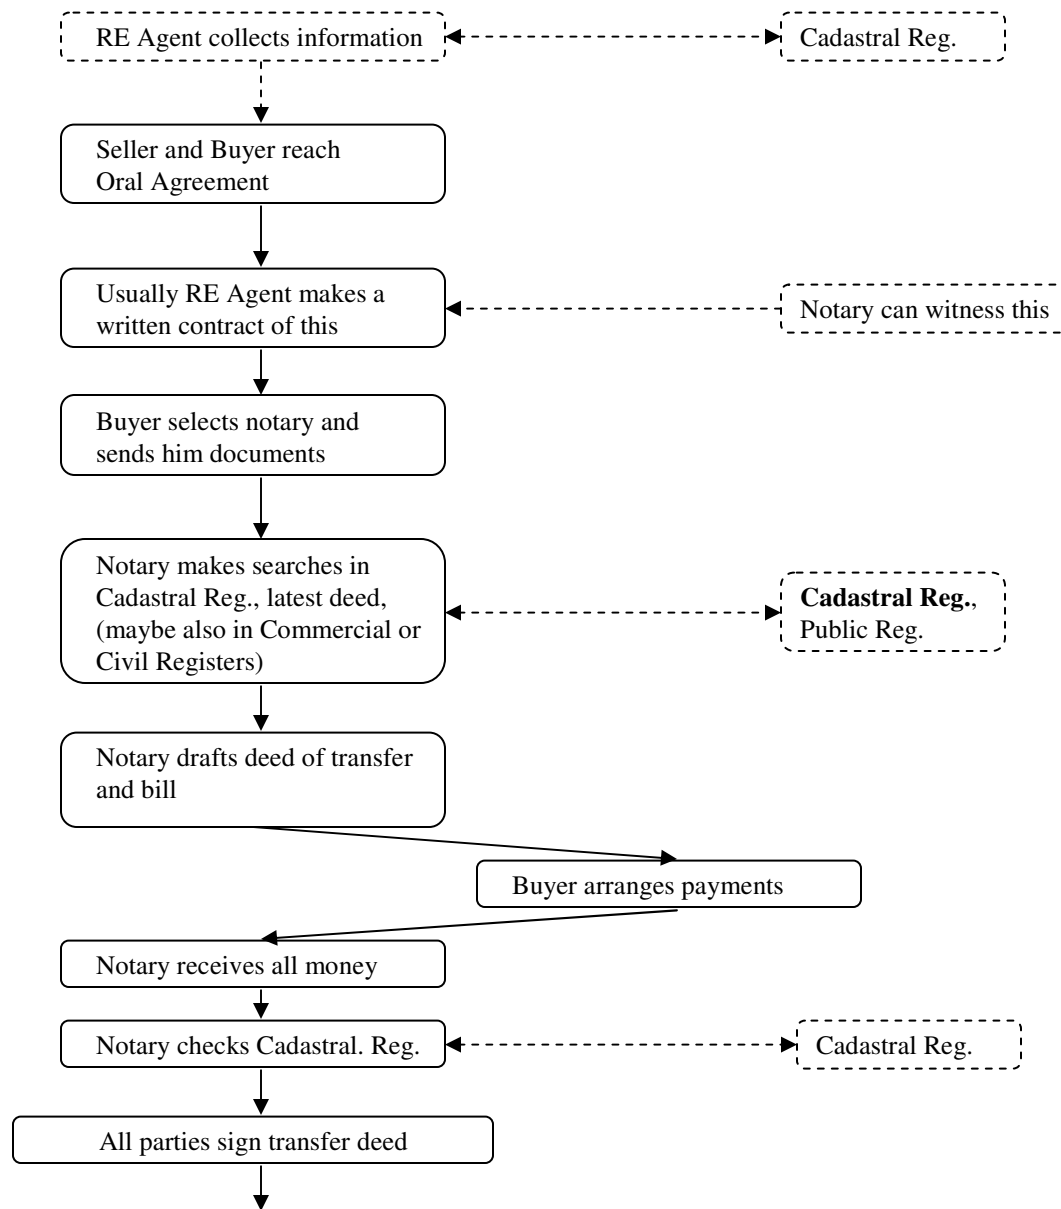 RE Agent collects information
Cadastral Reg.
Seller and Buyer reach
Oral Agreement
Usually RE Agent makes a
written contract of this
Notary can witness this
Buyer selects notary and
sends him documents
Notary makes searches in
Cadastral Reg., latest deed,
(maybe also in Commercial or
Civil Registers)
Cadastral Reg.,
Public Reg.
Notary drafts deed of transfer
and bill
Buyer arranges payments
Notary receives all money
Notary checks Cadastral. Reg.
Cadastral Reg.
All parties sign transfer deed